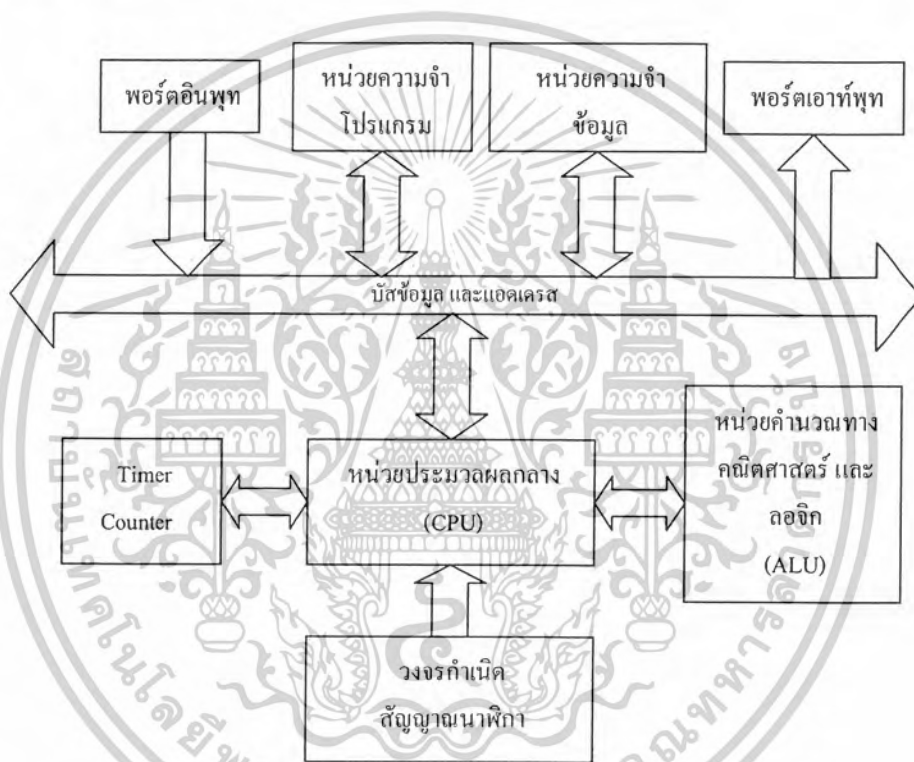 พอร์ตอินพุท
หน่วยความจำ
โปรแกรม
หน่วยความจำ
ข้อมูล
พอร์ตเอาท์พุท
บัสข้อมูล และแอดเดรส
Timer
Counter
หน่วยประมวลผลกลาง
(CPU)
หน่วยคำนวณทาง
คณิตศาสตร์ และ
ลอจิก
(ALU)
วงจรกำเนิด
สัญญาณนาฬิกา